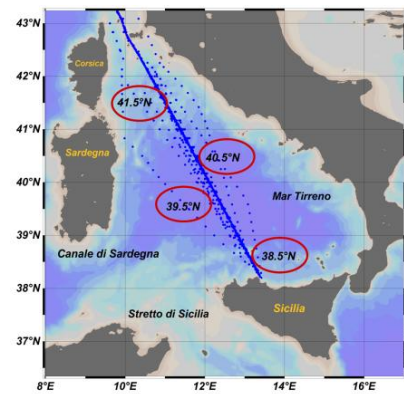 43°N
42°N
41°N
40°N
39°N
38°N
37°N
Corsica
41.5°N
Sardegna
40.5°N
39.5°N
Mar Tirreno
Canale di Sardegna
38.5°N
Stretto di Sicilia
Sicilia
8°E
10°E
12°E
14°E
16°E